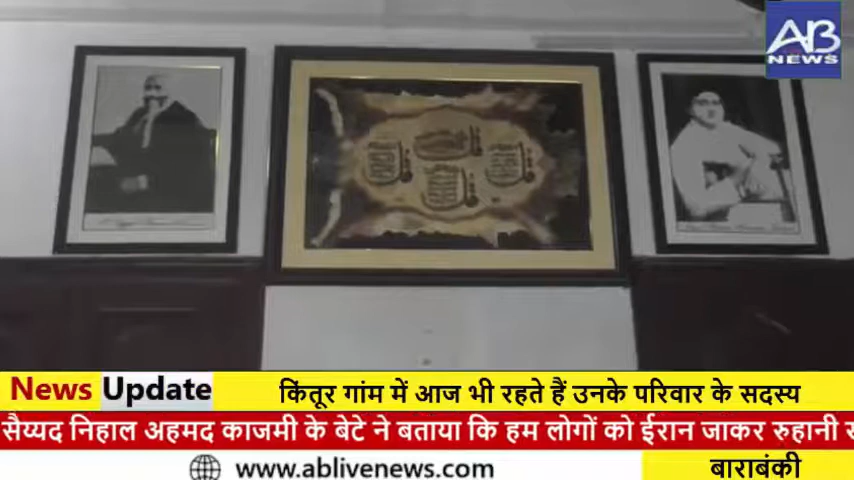 AB
NEWS
News Update
किंतूर गांम में आज भी रहते हैं उनके परिवार के सदस्य
सैय्यद निहाल अहमद काजमी के बेटे ने बताया कि हम लोगों को ईरान जाकर रुहानी
www.ablivenews.com
बाराबंकी